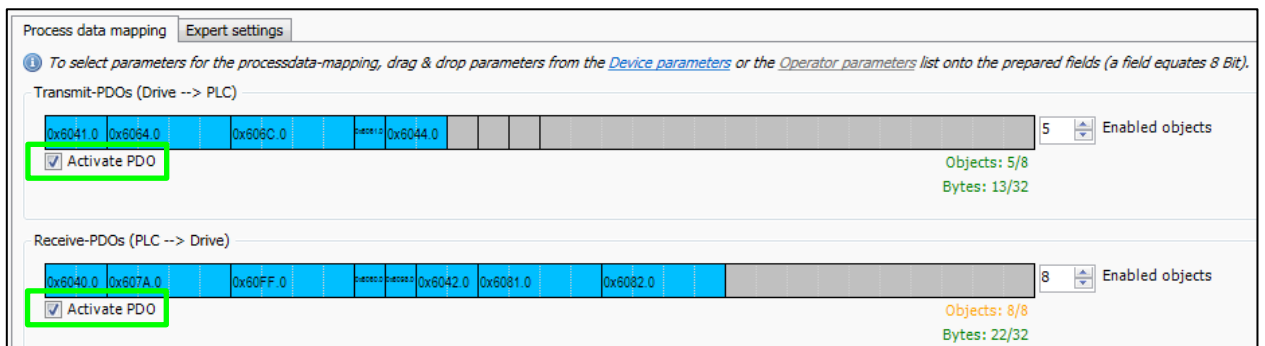 Process data mapping Expert settings
To select parameters for the processdata-mapping, drag & drop parameters from the Device parameters or the Operator parameters list onto the prepared fields (a field equates 8 Bit).
Transmit-PDOs (Drive --> PLC)
0x6041.0 0x6064.0 0x606C.0 0x6061.0 0x6044.0 5 Enabled objects
Activate PDO Objects: 5/8
Bytes: 13/32
Receive-PDOs (PLC --> Drive)
0x6040.0 0x607A.0 0x60FF.0 0x6060.0 0x6042.0 0x6081.0 0x6082.0 8 Enabled objects
Activate PDO Objects: 8/8
Bytes: 22/32